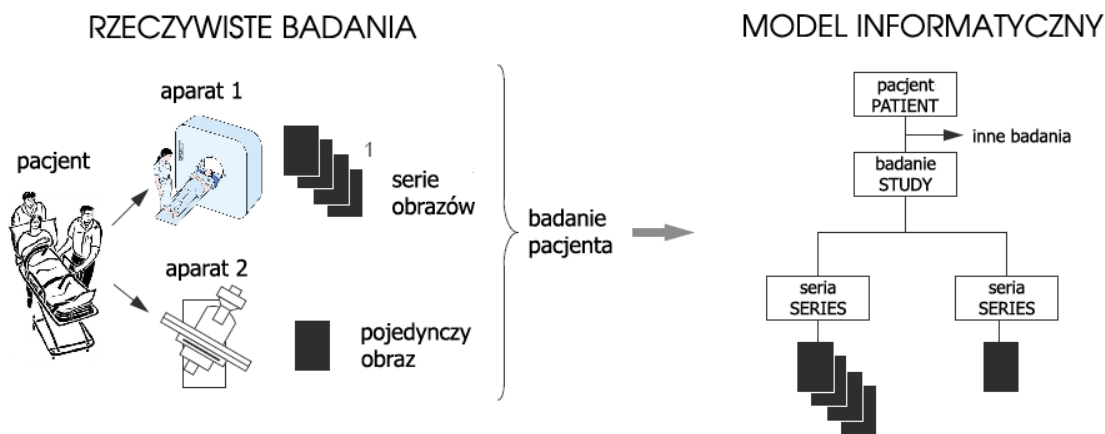 RZECZYWISTE BADANIA
aparat 1
pacjent
1
serie
obrazów
aparat 2
pojedynczy
obraz
badanie
pacjenta
MODEL INFORMATYCZNY
pacjent
PATIENT
inne badania
badanie
STUDY
seria
SERIES
seria
SERIES